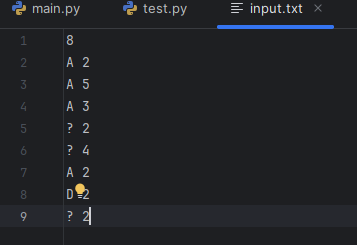 main.py test.py input.txt
1 8
2 A 2
3 A 5
4 A 3
5 ? 2
6 ? 4
7 A 2
8 D 2
9 ? 2